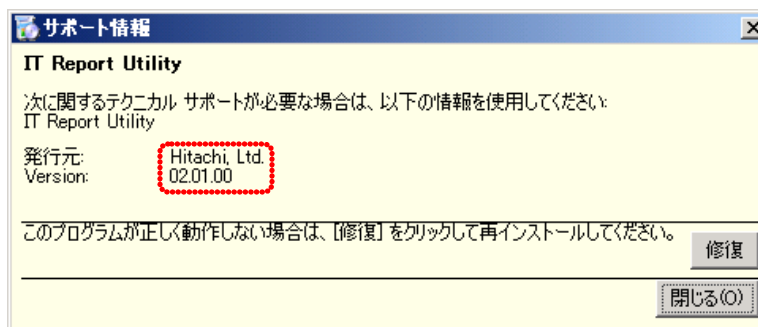 サポート情報
IT Report Utility
次に関するテクニカル サポートが必要な場合は、以下の情報を使用してください:
IT Report Utility
発行元: Hitachi, Ltd.
Version: 02.01.00
このプログラムが正しく動作しない場合は、[修復] をクリックして再インストールしてください。
修復
閉じる(O)